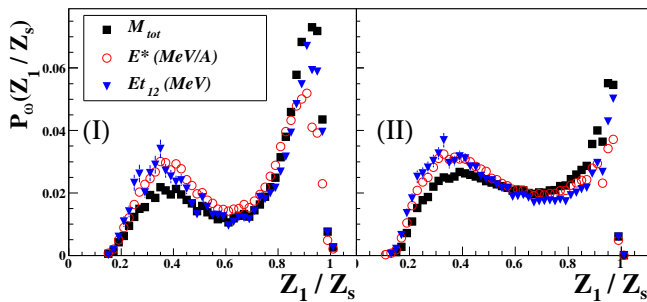 P_ω(Z_1 / Z_s)
0.06
0.04
0.02
0
M_tot
E* (MeV/A)
Et_12 (MeV)
(I)
(II)
0 0.2 0.4 0.6 0.8 1
0.2 0.4 0.6 0.8 1
Z_1 / Z_s
Z_1 / Z_s